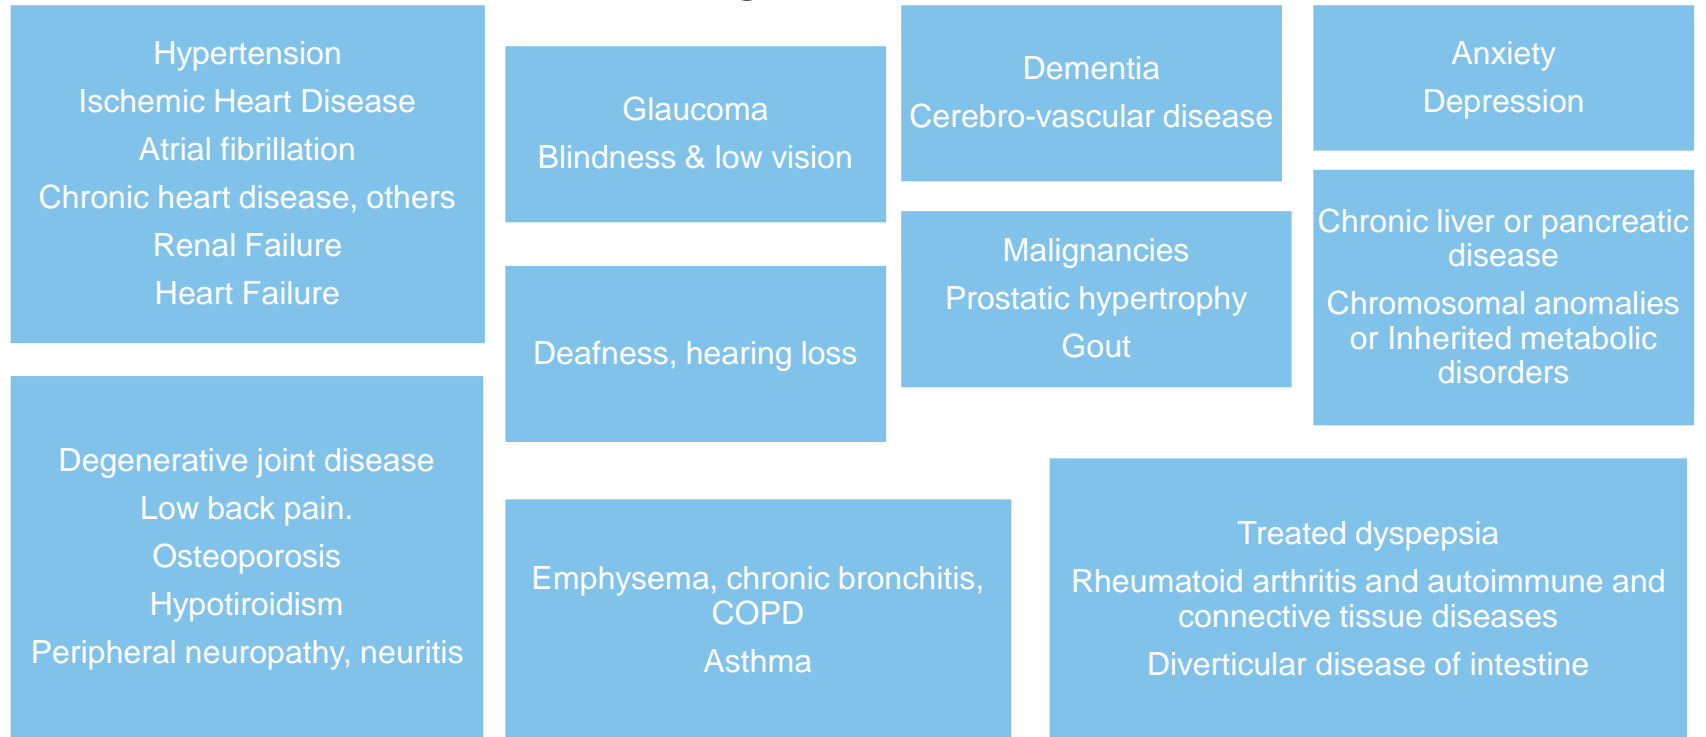 Hypertension
Ischemic Heart Disease
Atrial fibrillation
Chronic heart disease, others
Renal Failure
Heart Failure
Glaucoma
Blindness & low vision
Dementia
Cerebro-vascular disease
Anxiety
Depression
Deafness, hearing loss
Malignancies
Prostatic hypertrophy
Gout
Chronic liver or pancreatic
disease
Chromosomal anomalies
or Inherited metabolic
disorders
Degenerative joint disease
Low back pain.
Osteoporosis
Hypotiroidism
Peripheral neuropathy, neuritis
Emphysema, chronic bronchitis,
COPD
Asthma
Treated dyspepsia
Rheumatoid arthritis and autoimmune and
connective tissue diseases
Diverticular disease of intestine